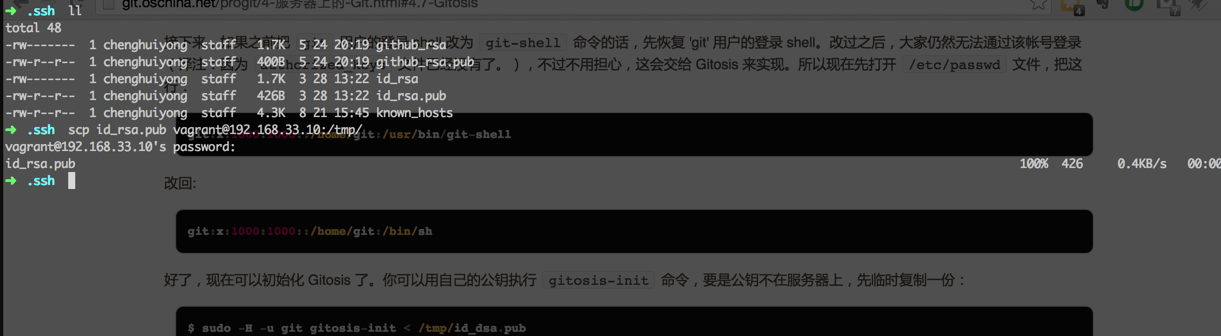 git.oschina.net/progit/4-服务器上的-Git.html#4.7-Gitosis
➜ .ssh ll
total 48
-rw------- 1 chenghuiyong staff 1.7K 5 24 20:19 github_rsa
-rw-r--r-- 1 chenghuiyong staff 400B 5 24 20:19 github_rsa.pub
-rw------- 1 chenghuiyong staff 1.7K 3 28 13:22 id_rsa
-rw-r--r-- 1 chenghuiyong staff 426B 3 28 13:22 id_rsa.pub
-rw-r--r-- 1 chenghuiyong staff 4.3K 8 21 15:45 known_hosts
➜ .ssh scp id_rsa.pub vagrant@192.168.33.10:/tmp/
vagrant@192.168.33.10's password:
id_rsa.pub 100% 426 0.4KB/s 00:00
➜ .ssh
shell 改为 git-shell 命令的话，先恢复 'git' 用户的登录 shell。改过之后，大家仍然无法通过该帐号登录
），不过不用担心，这会交给 Gitosis 来实现。所以现在先打开 /etc/passwd 文件，把这
/home/git:/usr/bin/git-shell
改回:
git:x:1000:1000::/home/git:/bin/sh
好了，现在可以初始化 Gitosis 了。你可以用自己的公钥执行 gitosis-init 命令，要是公钥不在服务器上，先临时复制一份：
$ sudo -H -u git gitosis-init < /tmp/id_dsa.pub